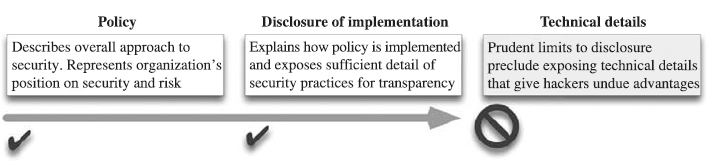 Policy
Describes overall approach to
security. Represents organization's
position on security and risk
Disclosure of implementation
Explains how policy is implemented
and exposes sufficient detail of
security practices for transparency
Technical details
Prudent limits to disclosure
preclude exposing technical details
that give hackers undue advantages